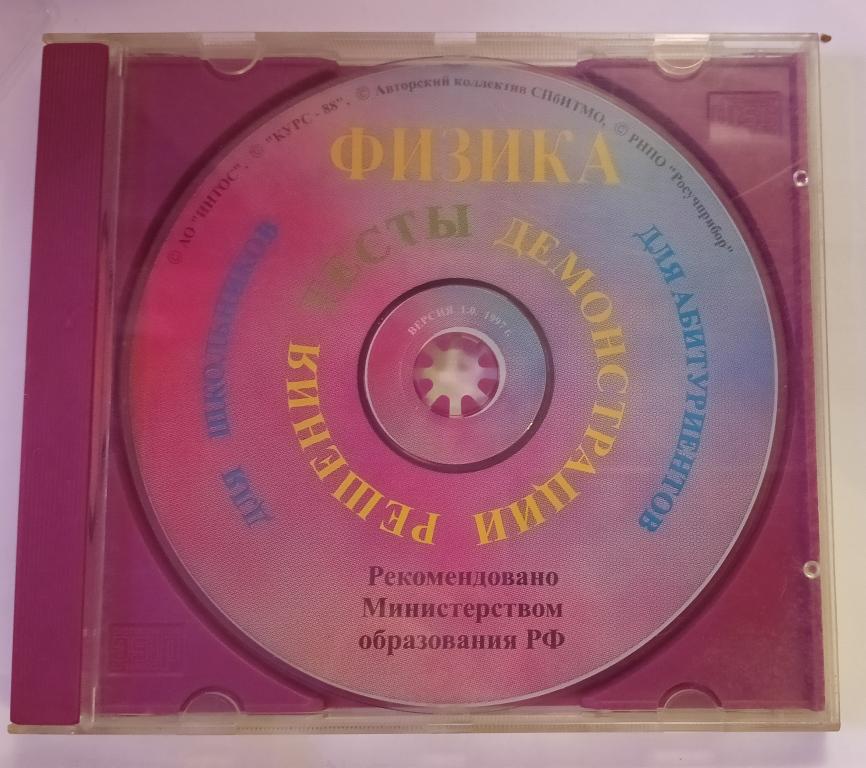 © АО "ИНТОС", © "КУРС - 88", © Авторский коллектив СПбИТМО, © РНПО "Росучприбор"
ФИЗИКА
ТЕСТЫ ДЕМОНСТРАЦИИ РЕШЕНИЯ
ДЛЯ ШКОЛЬНИКОВ
ДЛЯ АБИТУРИЕНТОВ
ВЕРСИЯ 1.0. 1997 г.
Рекомендовано
Министерством
образования РФ